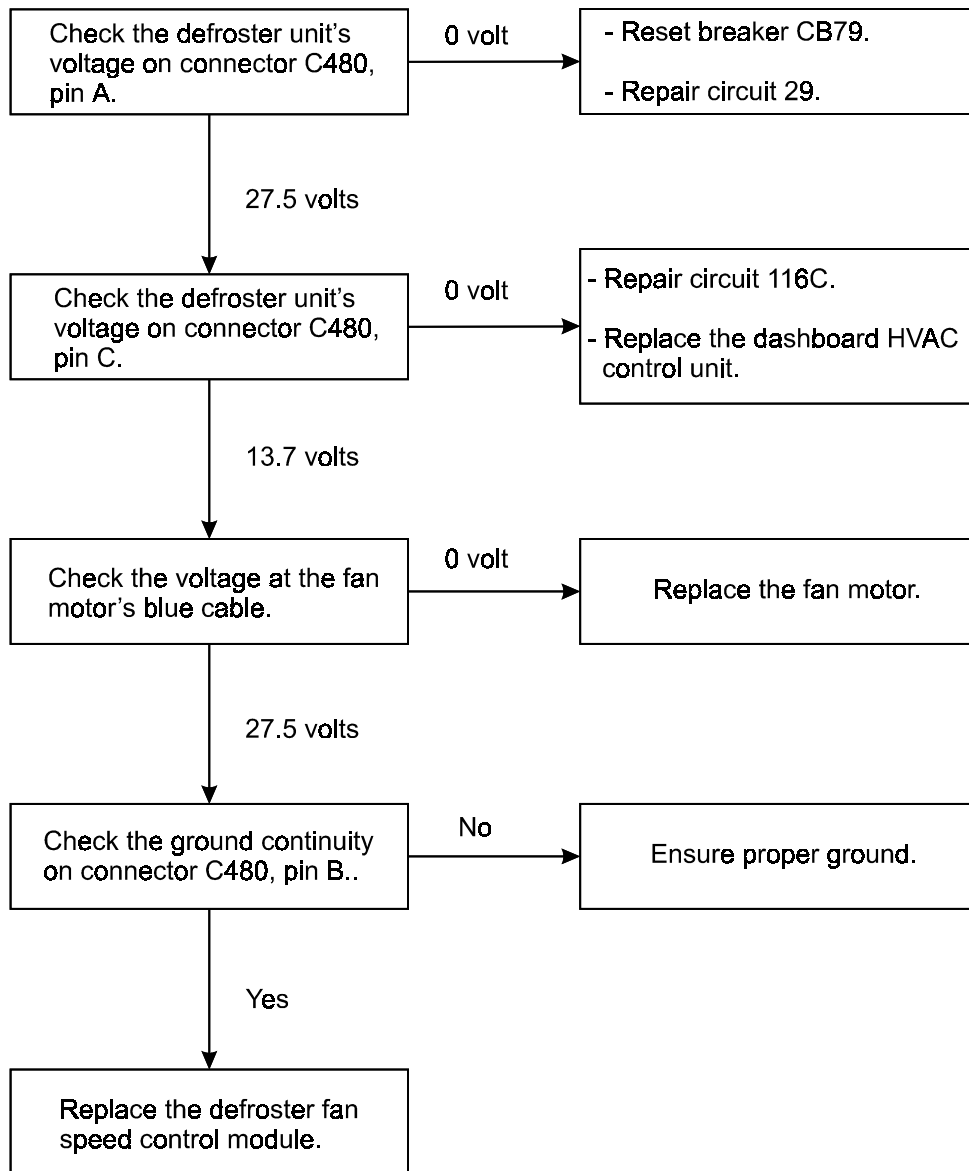 Check the defroster unit's
voltage on connector C480,
pin A.
0 volt
- Reset breaker CB79.
- Repair circuit 29.
27.5 volts
Check the defroster unit's
voltage on connector C480,
pin C.
0 volt
- Repair circuit 116C.
- Replace the dashboard HVAC
control unit.
13.7 volts
Check the voltage at the fan
motor's blue cable.
0 volt
Replace the fan motor.
27.5 volts
Check the ground continuity
on connector C480, pin B..
No
Ensure proper ground.
Yes
Replace the defroster fan
speed control module.